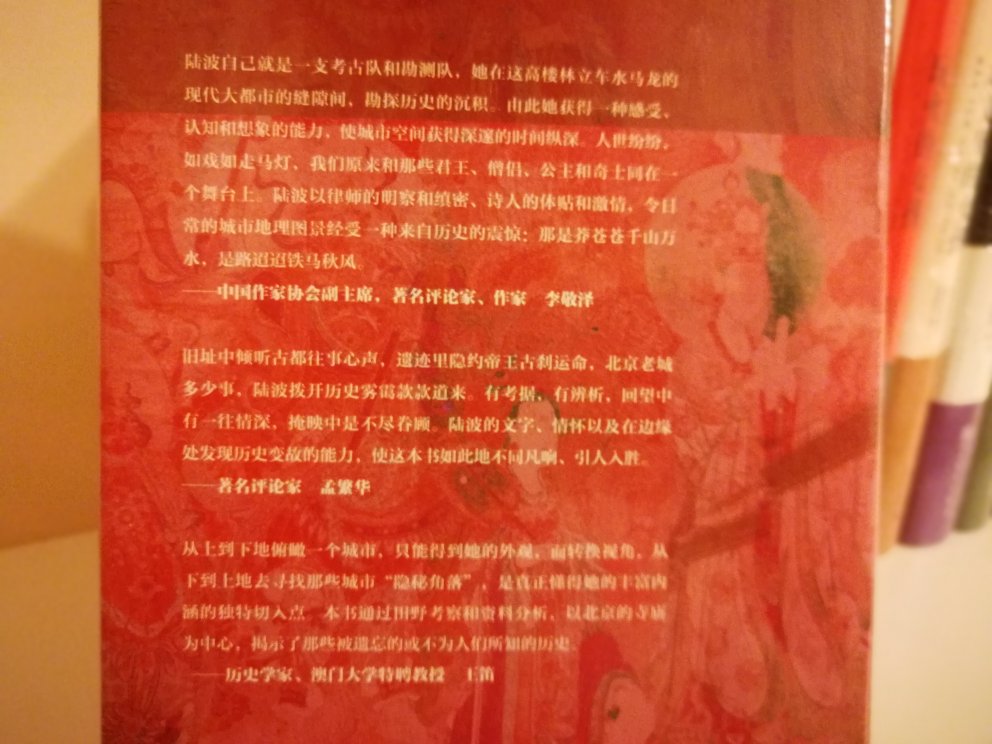 陆波自己就是一支考古队和勘测队，她在这高楼林立车水马龙的
现代大都市的缝隙间，勘探历史的沉积。由此她获得一种感受、
认知和想象的能力，使城市空间获得深邃的时间纵深。人世纷纷，
如戏如走马灯、我们原来和那些君王、僧侣、公主和奇士同在一
个舞台上。陆波以律师的明察和缜密、诗人的体贴和激情，令日
常的城市地理图景经受一种来自历史的震惊：那是莽苍苍千山万
水，是路迢迢铁马秋风。
——中国作家协会副主席，著名评论家、作家 李敬泽
旧址中倾听古都往事心声，遗迹里隐约帝王古刹运命，北京老城
多少事，陆波拨开历史雾霭款款道来。有考据，有辨析，回望中
有一往情深，掩映中是不尽眷顾。陆波的文字、情怀以及在边缘
处发现历史变故的能力，使这本书如此地不同凡响、引人入胜。
——著名评论家 孟繁华
从上到下地俯瞰一个城市，只能得到她的外观，而转换视角。从
下到上地去寻找那些城市“隐秘角落”，是真正懂得她的丰富内
涵的独特切入点。本书通过田野考察和资料分析，以北京的寺庙
为中心，揭示了那些被遗忘的或不为人们所知的历史。
——历史学家、澳门大学特聘教授 王笛